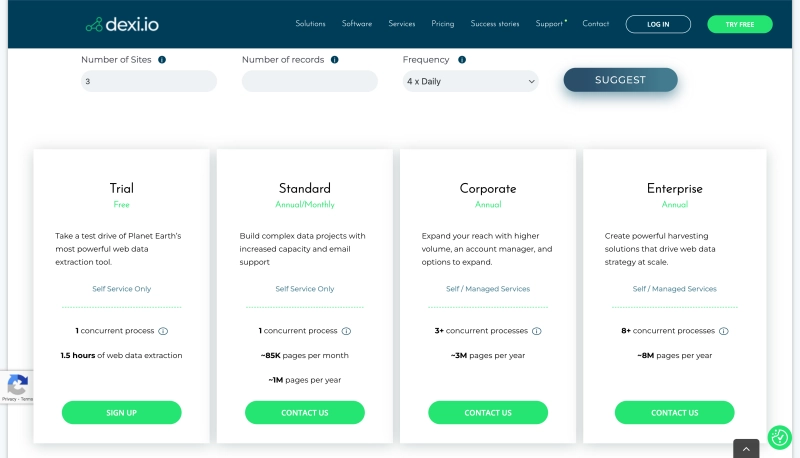 dexi.io
Solutions Software Services Pricing Success stories Support Contact LOG IN TRY FREE
Number of Sites Number of records Frequency
3 4 x Daily SUGGEST
Trial
Free
Take a test drive of Planet Earth's
most powerful web data
extraction tool.
Self Service Only
1 concurrent process
1.5 hours of web data extraction
SIGN UP
Standard
Annual/Monthly
Build complex data projects with
increased capacity and email
support
Self Service Only
1 concurrent process
~85K pages per month
~1M pages per year
CONTACT US
Corporate
Annual
Expand your reach with higher
volume, an account manager, and
options to expand.
Self / Managed Services
3+ concurrent processes
~3M pages per year
CONTACT US
Enterprise
Annual
Create powerful harvesting
solutions that drive web data
strategy at scale.
Self / Managed Services
8+ concurrent processes
~8M pages per year
CONTACT US
Privacy - Terms